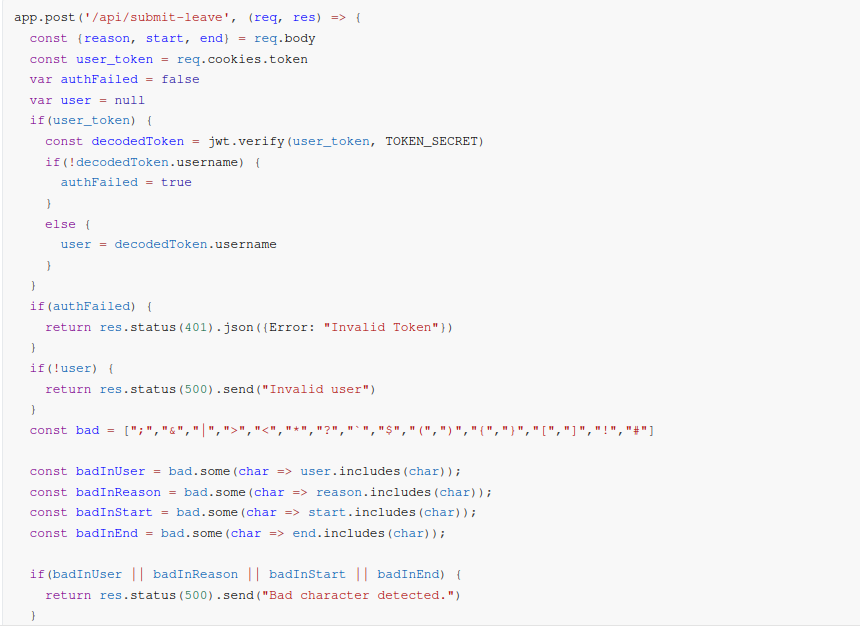 app.post('/api/submit-leave', (req, res) => {
  const {reason, start, end} = req.body
  const user_token = req.cookies.token
  var authFailed = false
  var user = null
  if(user_token) {
    const decodedToken = jwt.verify(user_token, TOKEN_SECRET)
    if(!decodedToken.username) {
      authFailed = true
    }
    else {
      user = decodedToken.username
    }
  }
  if(authFailed) {
    return res.status(401).json({Error: "Invalid Token"})
  }
  if(!user) {
    return res.status(500).send("Invalid user")
  }
  const bad = [";","&","|",">","<","*","?","`","$","(",")","{","}","[","]","!","#"]

  const badInUser = bad.some(char => user.includes(char));
  const badInReason = bad.some(char => reason.includes(char));
  const badInStart = bad.some(char => start.includes(char));
  const badInEnd = bad.some(char => end.includes(char));

  if(badInUser || badInReason || badInStart || badInEnd) {
    return res.status(500).send("Bad character detected.")
  }